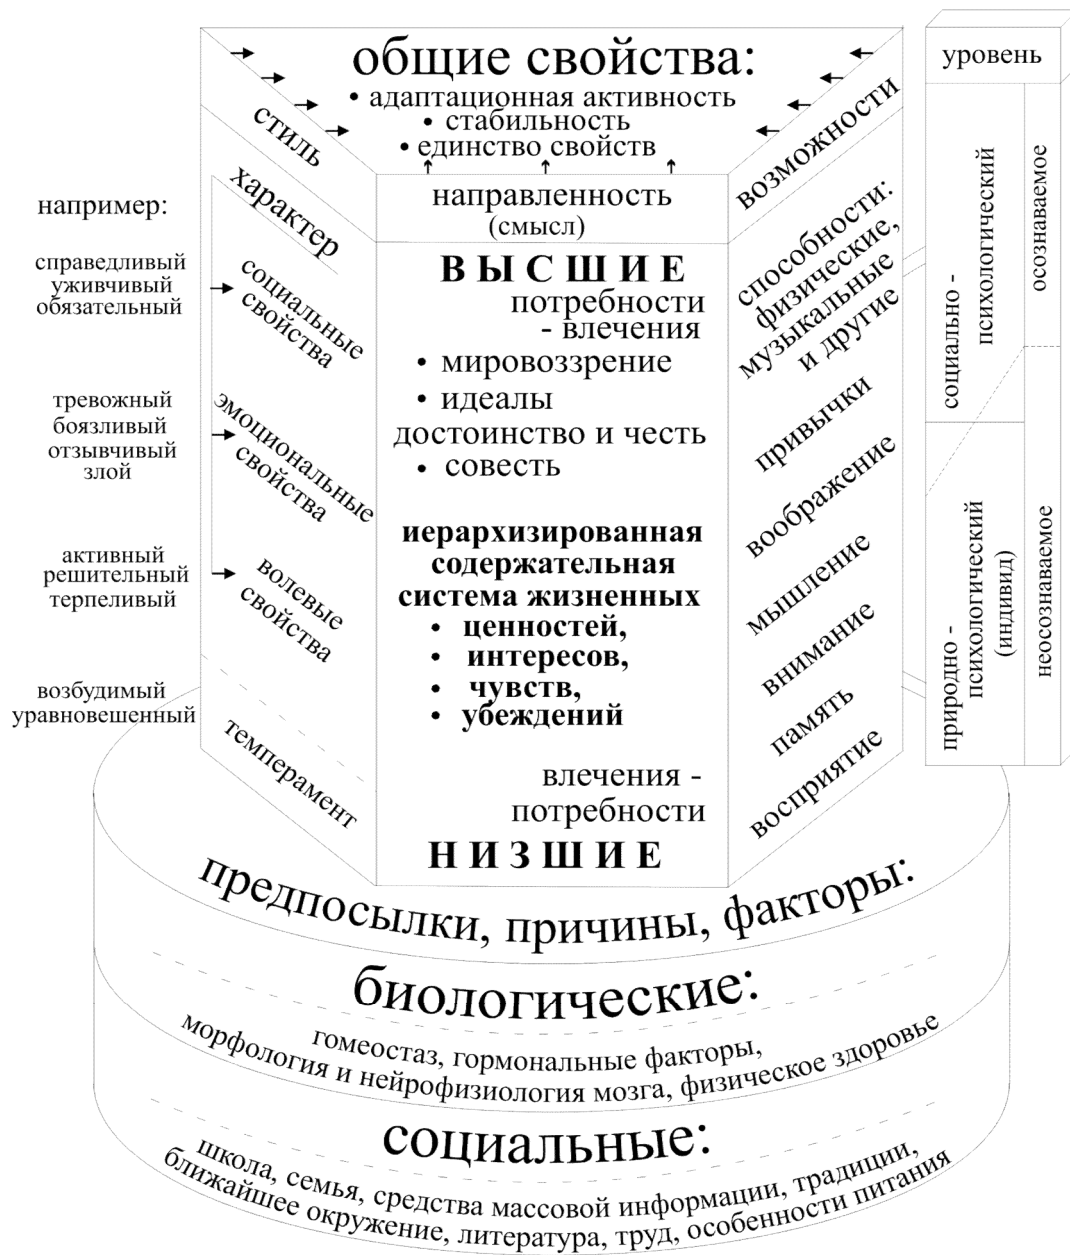 общие свойства:
• адаптационная активность
• стабильность
• единство свойств
стиль
характер
возможности
направленность
(смысл)
уровень
например:
справедливый
уживчивый
обязательный
социальные
свойства
тревожный
боязливый
отзывчивый
злой
эмоциональные
свойства
активный
решительный
терпеливый
волевые
свойства
возбудимый
уравновешенный
темперамент
ВЫСШИЕ
потребности
- влечения
• мировоззрение
• идеалы
достоинство и честь
• совесть
иерархизированная
содержательная
система жизненных
• ценностей,
• интересов,
• чувств,
• убеждений
влечения -
потребности
НИЗШИЕ
способности:
физические,
музыкальные
и другие
привычки
воображение
мышление
внимание
память
восприятие
социально -
психологический
осознаваемое
природно -
психологический
(индивид)
неосознаваемое
предпосылки, причины, факторы:
биологические:
гомеостаз, гормональные факторы,
морфология и нейрофизиология мозга, физическое здоровье
социальные:
школа, семья, средства массовой информации, традиции,
ближайшее окружение, литература, труд, особенности питания